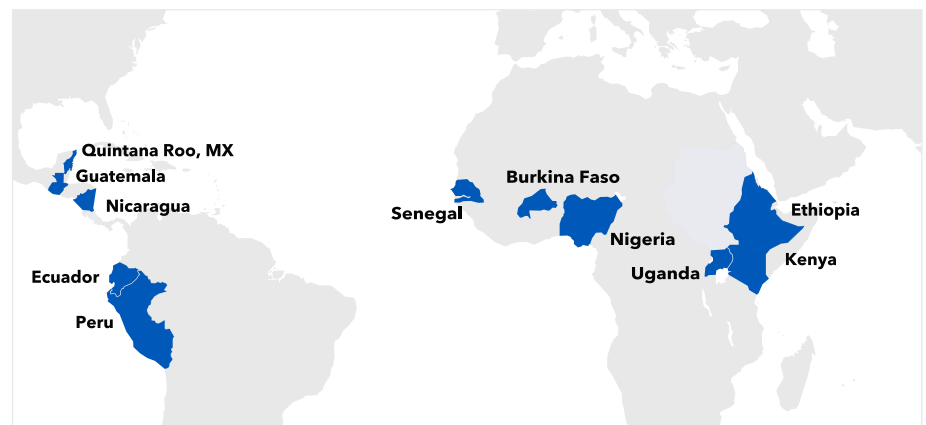 Quintana Roo, MX
Guatemala
Nicaragua
Ecuador
Peru
Burkina Faso
Senegal
Nigeria
Uganda
Ethiopia
Kenya